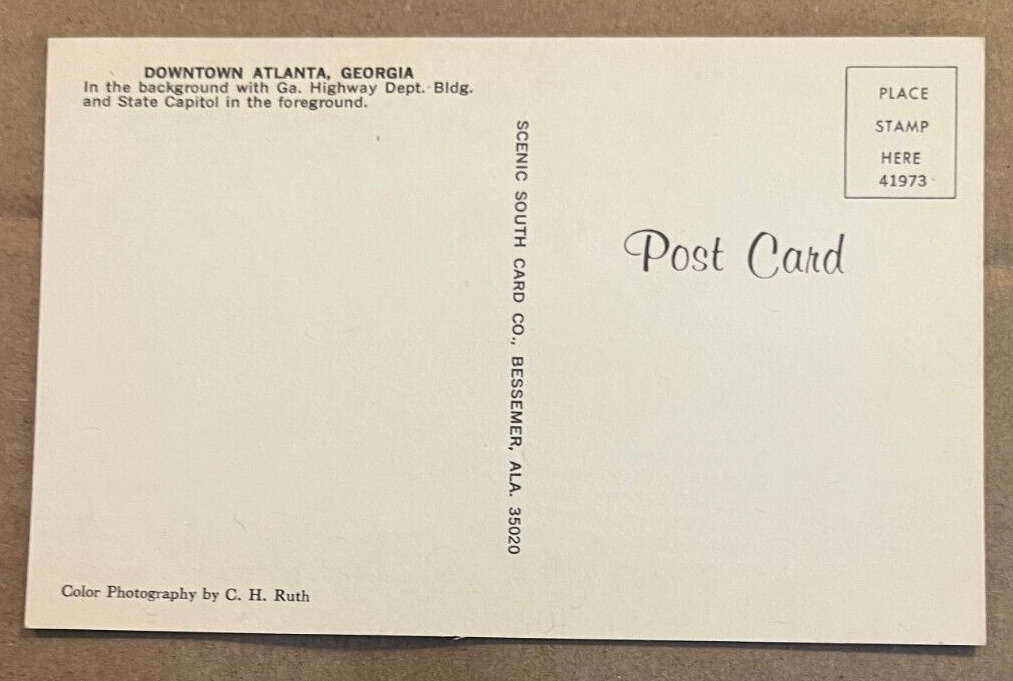 DOWNTOWN ATLANTA, GEORGIA
In the background with Ga. Highway Dept. Bldg.
and State Capitol in the foreground.
SCENIC SOUTH CARD CO., BESSEMER, ALA. 35020
PLACE
STAMP
HERE
41973
Post Card
Color Photography by C. H. Ruth